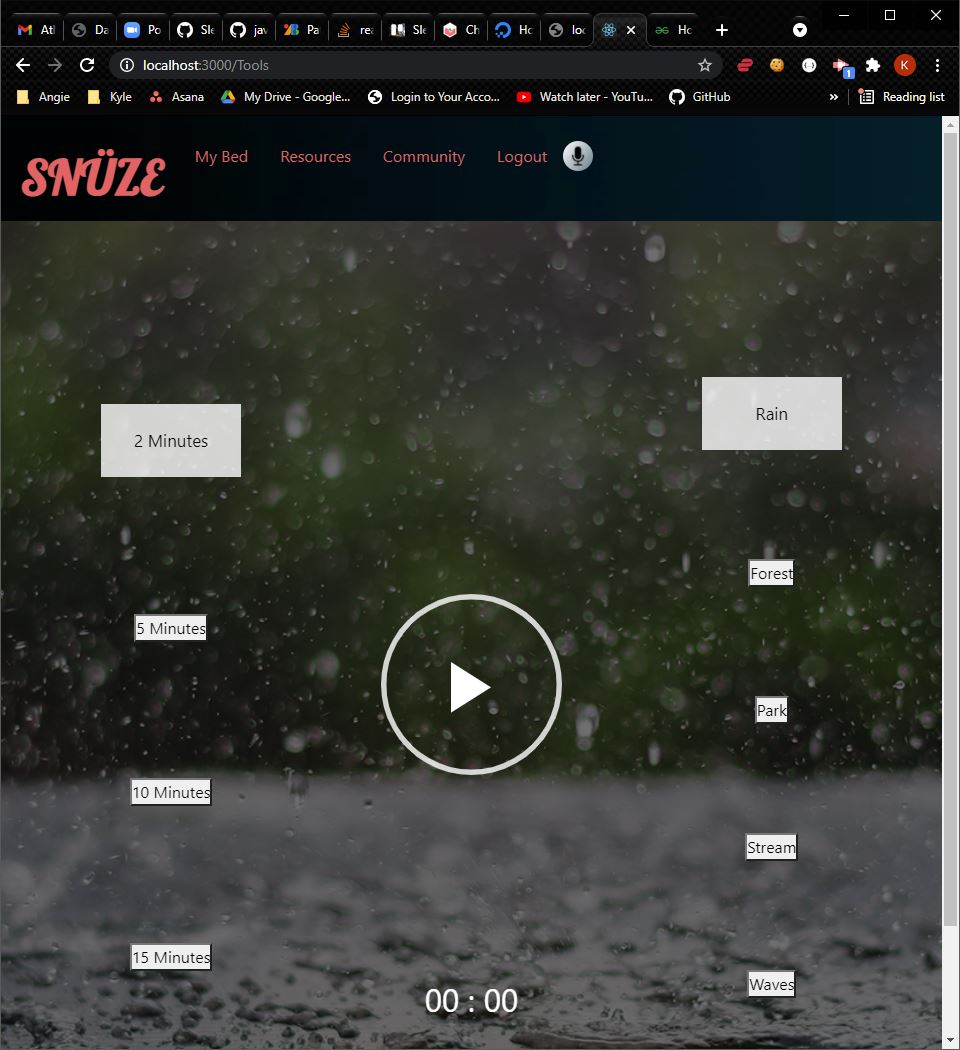 Atl
Da
Po
Sle
jav
Pa
rea
Sle
Ch
Ho
loc
Ho
localhost:3000/Tools
K
1
Angie
Kyle
Asana
My Drive - Google...
Login to Your Acco...
Watch later - YouTu...
GitHub
»
Reading list
SNÜZE
My Bed
Resources
Community
Logout
Rain
2 Minutes
Forest
5 Minutes
Park
10 Minutes
Stream
15 Minutes
Waves
00 : 00